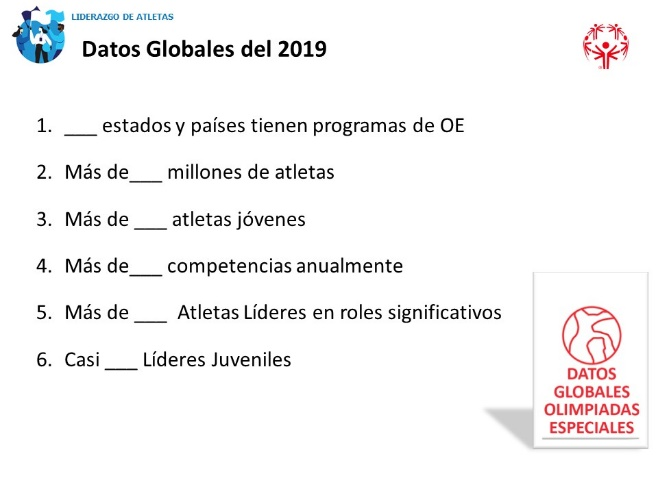 LIDERAZGO DE ATLETAS
Datos Globales del 2019
1. ___ estados y países tienen programas de OE
2. Más de___ millones de atletas
3. Más de ___ atletas jóvenes
4. Más de___ competencias anualmente
5. Más de ___ Atletas Líderes en roles significativos
6. Casi ___ Líderes Juveniles
DATOS
GLOBALES
OLIMPIADAS
ESPECIALES